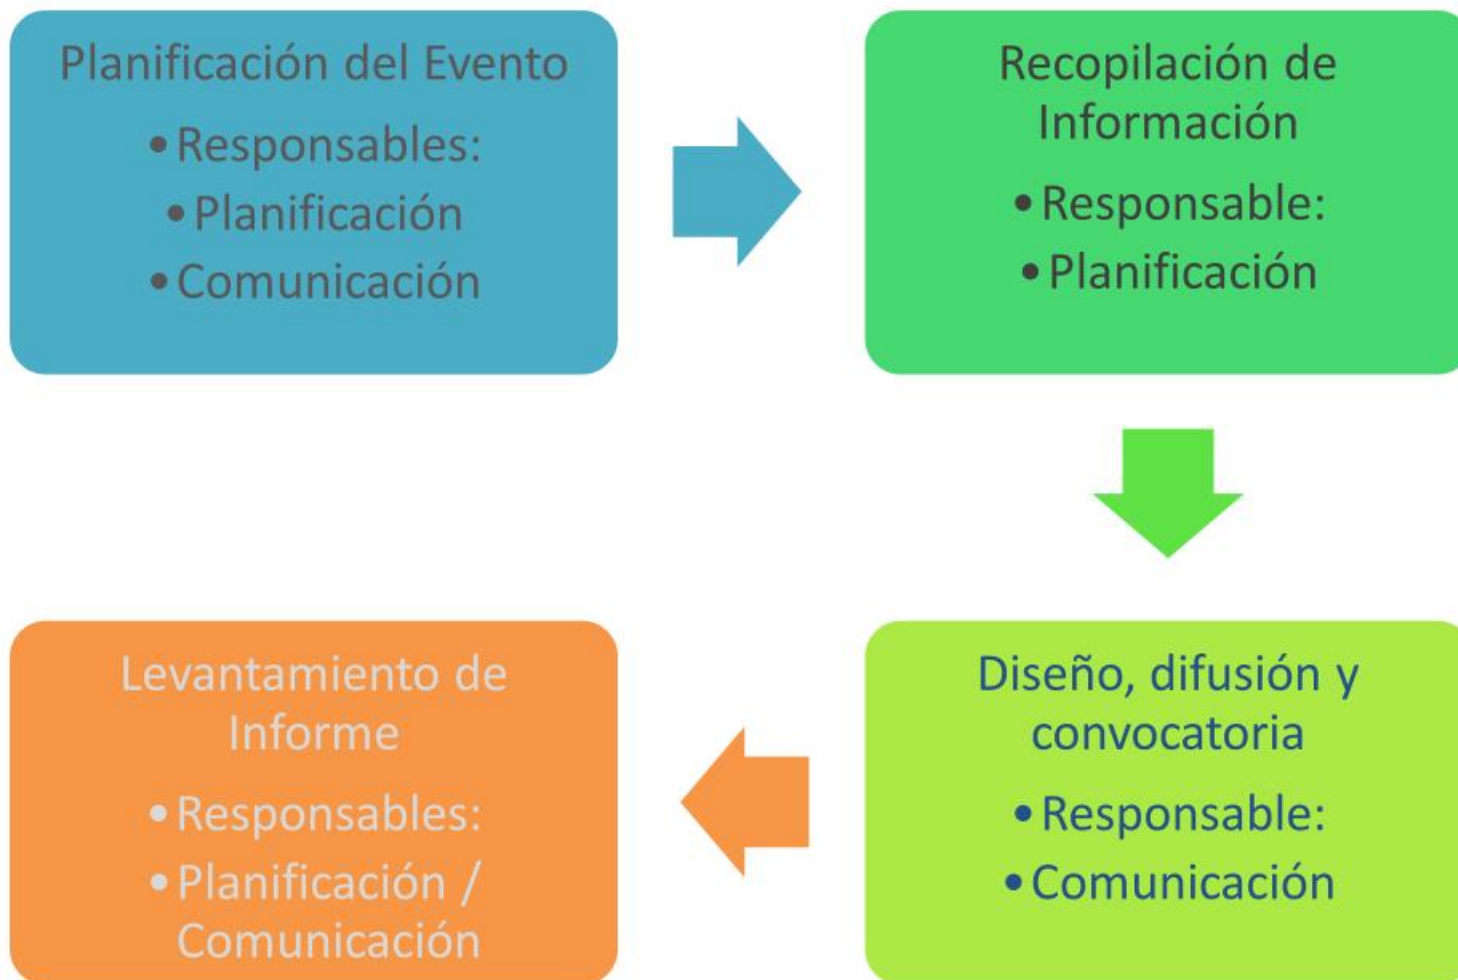 Planificación del Evento
• Responsables:
• Planificación
• Comunicación
Recopilación de
Información
• Responsable:
• Planificación
Diseño, difusión y
convocatoria
• Responsable:
• Comunicación
Levantamiento de
Informe
• Responsables:
• Planificación /
Comunicación